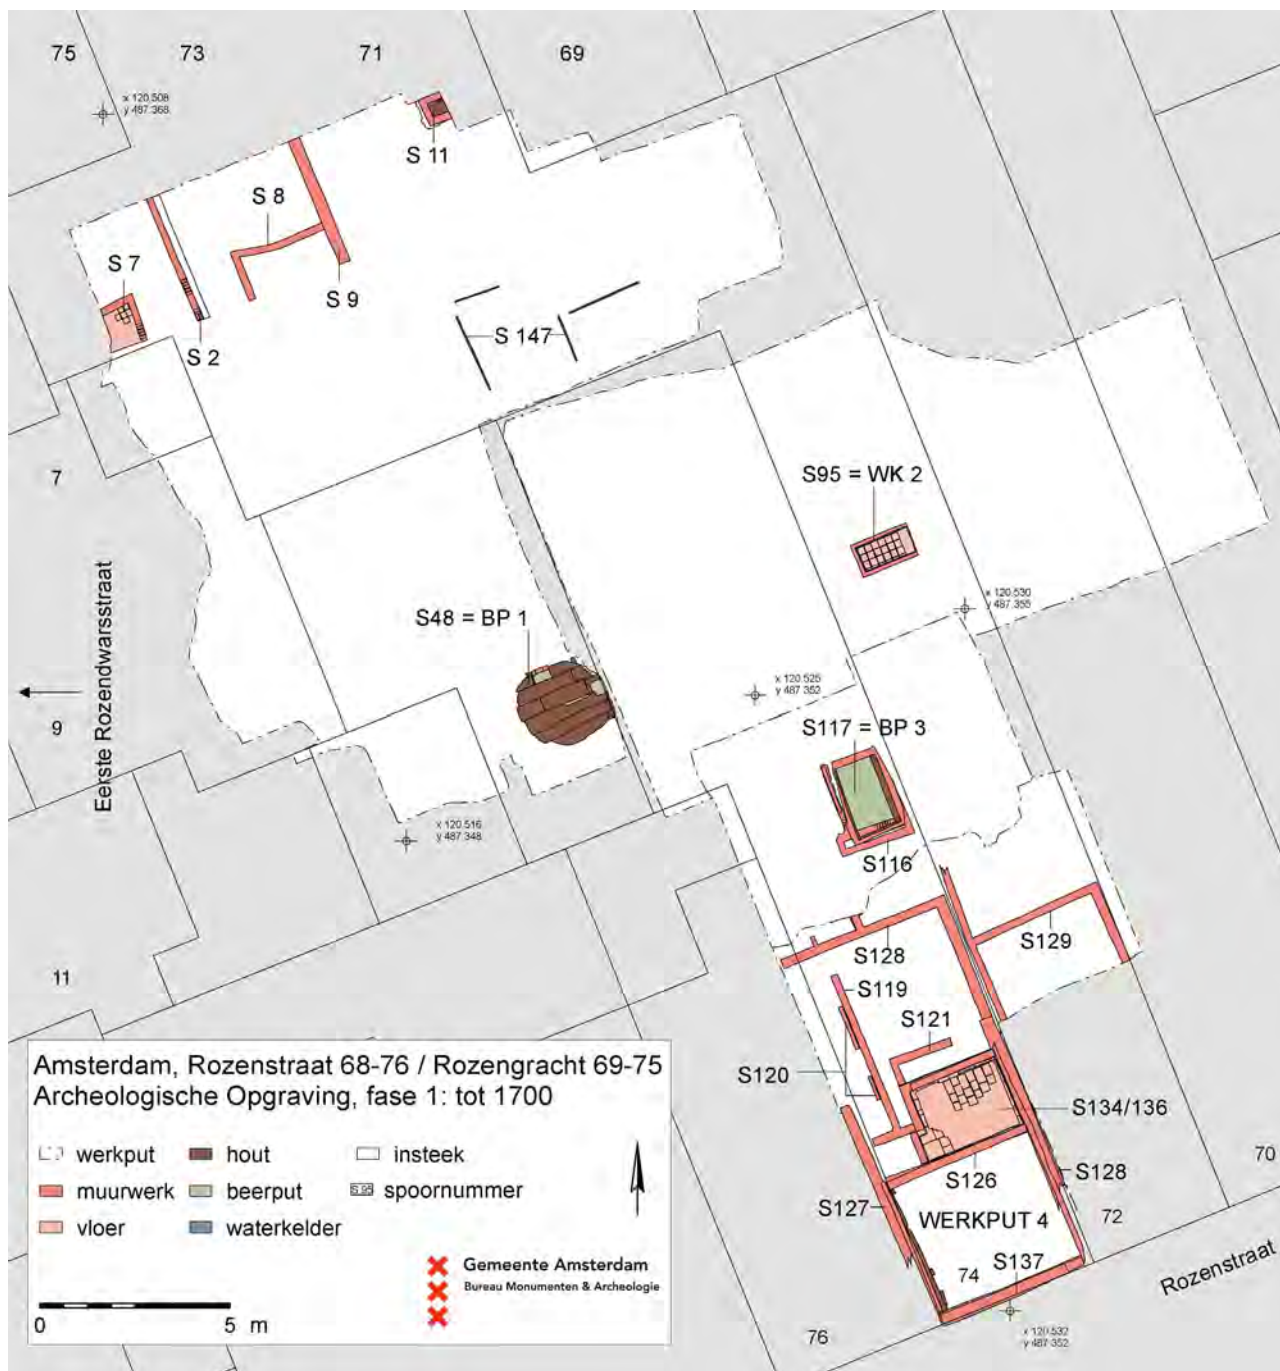 75
73
71
69
x 120.508
y 487.368
S 11
S 8
S 7
S 9
S 2
S 147
7
S95 = WK 2
x 120.530
y 487.355
S48 = BP 1
Eerste Rozendwarsstraat
x 120.525
y 487.352
9
S117 = BP 3
x 120.516
y 487.348
S116
S129
S128
11
S119
S121
S120
S134/136
70
S126
S128
S127
WERKPUT 4
72
74
S137
Rozenstraat
76
x 120.532
y 487.352
Amsterdam, Rozenstraat 68-76 / Rozengracht 69-75
Archeologische Opgraving, fase 1: tot 1700
werkput
hout
insteek
muurwerk
beerput
S 95 spoornummer
vloer
waterkelder
Gemeente Amsterdam
Bureau Monumenten & Archeologie
0 5 m